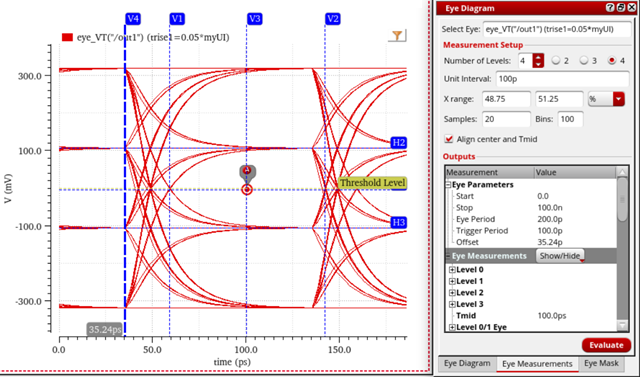 V4
V1
V3
V2
eye_VT("/out1") (trise1=0.05*myUI)
300.0
100.0
-100.0
-300.0
V (mV)
H2
Threshold Level
H3
35.24ps
0.0
50.0
100.0
150.0
time (ps)
Eye Diagram
Select Eye: eye_VT("/out1") (trise1=0.05*myUI)
Measurement Setup
Number of Levels: 4 2 3 4
Unit Interval: 100p
X range: 48.75 51.25 %
Samples: 20 Bins: 100
Align center and Tmid
Outputs
Measurement Value
Eye Parameters
Start 0.0
Stop 100.0n
Eye Period 200.0p
Trigger Period 100.0p
Offset 35.24p
Eye Measurements Show/Hide
Level 0
Level 1
Level 2
Level 3
Tmid 100.0ps
Level 0/1 Eye
Evaluate
Eye Diagram Eye Measurements Eye Mask